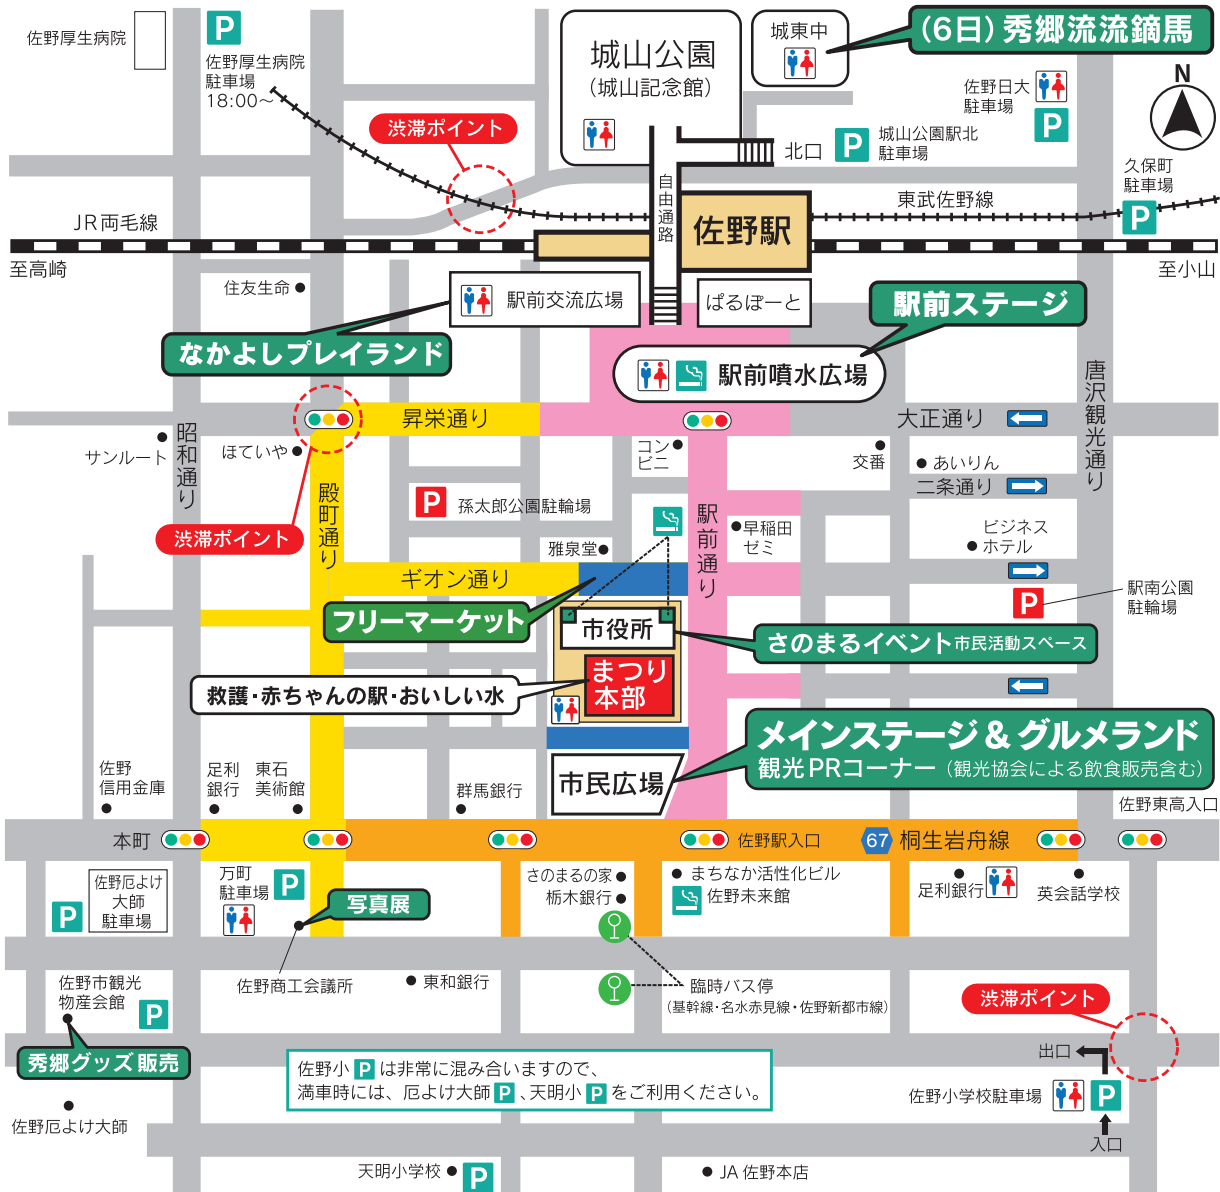 佐野厚生病院
P
佐野厚生病院
駐車場
18:00〜
渋滞ポイント
城山公園
(城山記念館)
城東中
(6日)秀郷流流鏑馬
佐野日大
駐車場
P
N
北口
P
城山公園駅北
駐車場
久保町
駐車場
P
JR両毛線
至高崎
自由通路
佐野駅
東武佐野線
至小山
住友生命
駅前交流広場
ぱるぽーと
駅前ステージ
なかよしプレイランド
駅前噴水広場
唐沢観光通り
昇栄通り
大正通り
昭和通り
サンルート
ほていや
コン
ビニ
交番
あいりん
二条通り
殿町通り
P
孫太郎公園駐輪場
駅前通り
早稲田
ゼミ
ビジネス
ホテル
渋滞ポイント
雅泉堂
ギオン通り
P
駅南公園
駐輪場
フリーマーケット
市役所
さのまるイベント 市民活動スペース
まつり
本部
救護・赤ちゃんの駅・おいしい水
メインステージ&グルメランド
観光PRコーナー(観光協会による飲食販売含む)
市民広場
佐野
信用金庫
足利
銀行
東石
美術館
群馬銀行
佐野東高入口
本町
佐野駅入口
67
桐生岩舟線
佐野厄よけ
大師
駐車場
P
万町
駐車場
P
写真展
さのまるの家
栃木銀行
まちなか活性化ビル
佐野未来館
足利銀行
英会話学校
佐野市観光
物産会館
P
佐野商工会議所
東和銀行
臨時バス停
(基幹線・名水赤見線・佐野新都市線)
渋滞ポイント
秀郷グッズ販売
佐野小Pは非常に混み合いますので、
満車時には、厄よけ大師P、天明小Pをご利用ください。
出口
佐野小学校駐車場
P
入口
佐野厄よけ大師
天明小学校
P
JA佐野本店